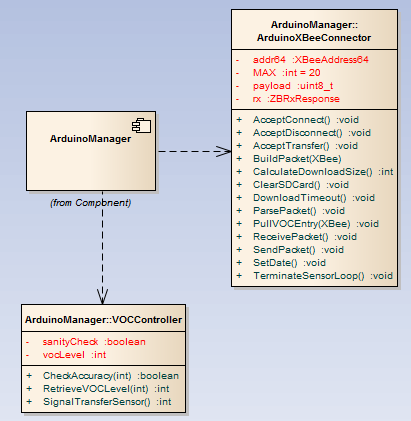 ArduinoManager::
ArduinoXBeeConnector
- addr64 :XBeeAddress64
- MAX :int = 20
- payload :uint8_t
- rx :ZBRxResponse
+ AcceptConnect() :void
+ AcceptDisconnect() :void
+ AcceptTransfer() :void
+ BuildPacket(XBee)
+ CalculateDownloadSize() :int
+ ClearSDCard() :void
+ DownloadTimeout() :void
+ ParsePacket() :void
+ PullVOCEntry(XBee) :void
+ ReceivePacket() :void
+ SendPacket() :void
+ SetDate() :void
+ TerminateSensorLoop() :void
ArduinoManager
(from Component)
ArduinoManager::VOCController
- sanityCheck :boolean
- vocLevel :int
+ CheckAccuracy(int) :boolean
+ RetrieveVOCLevel(int) :int
+ SignalTransferSensor() :int